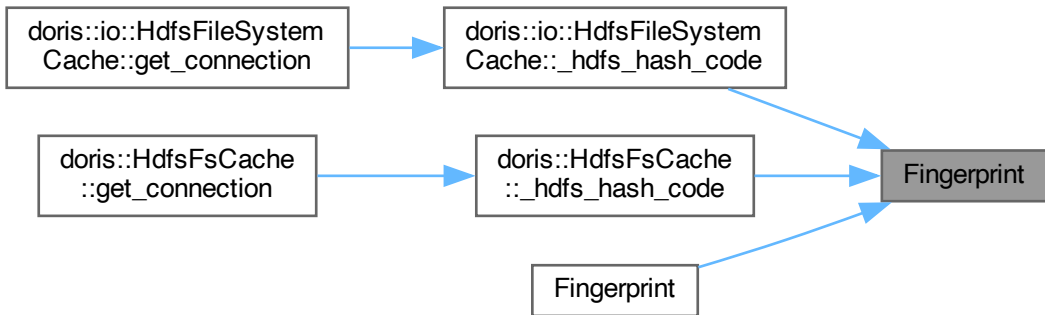 doris::io::HdfsFileSystem
Cache::get_connection
doris::io::HdfsFileSystem
Cache::_hdfs_hash_code
doris::HdfsFsCache
::get_connection
doris::HdfsFsCache
::_hdfs_hash_code
Fingerprint
Fingerprint